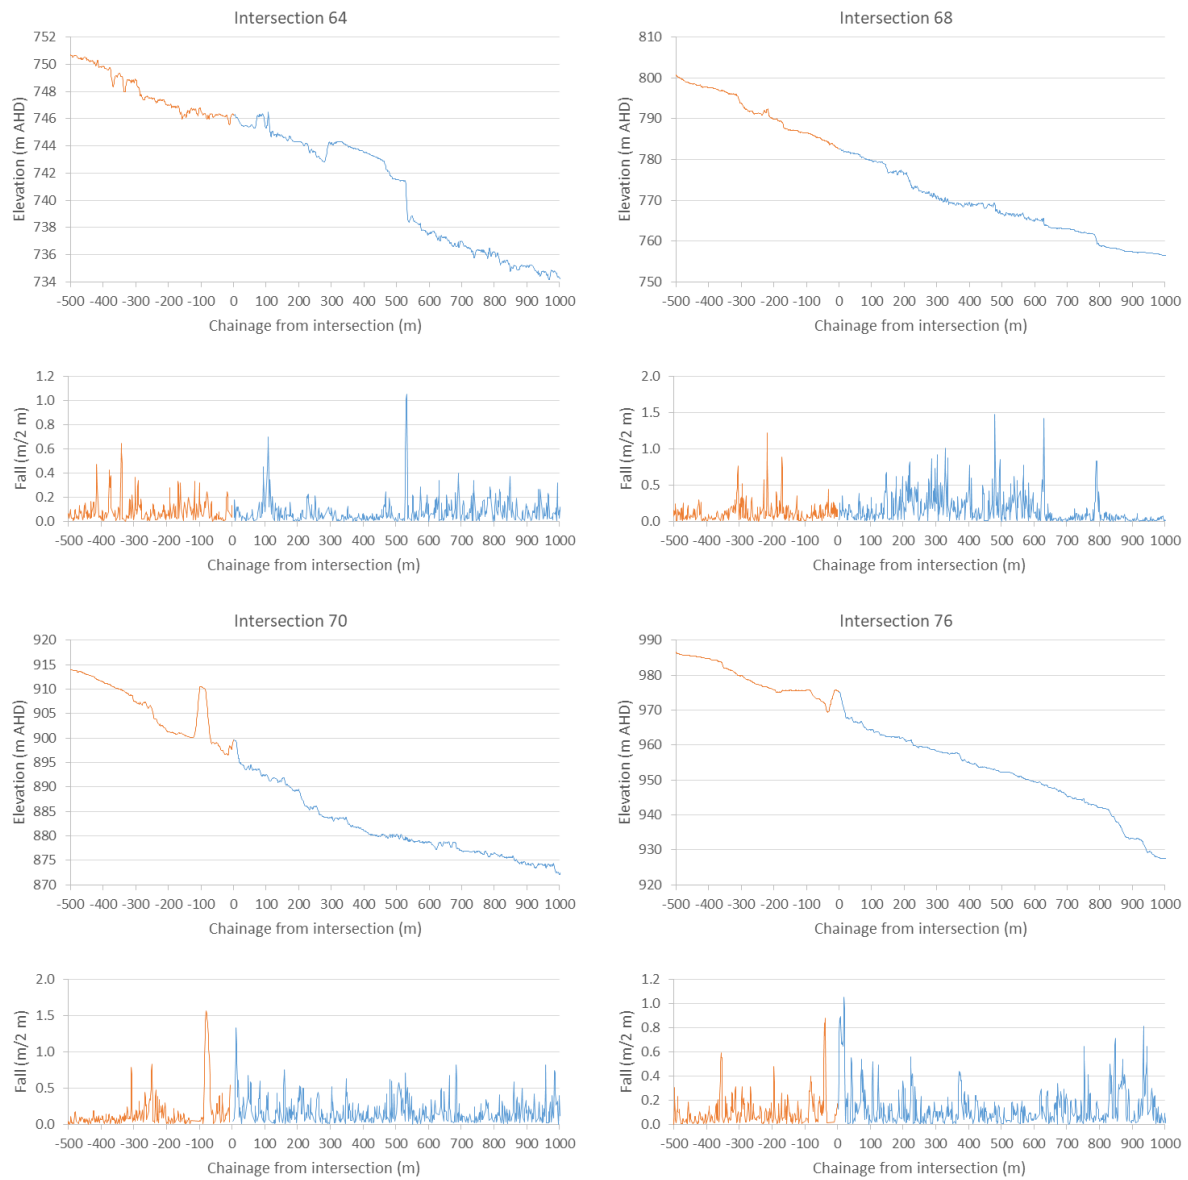 Intersection 64
752
750
748
746
744
742
740
738
736
734
Elevation (m AHD)
-500 -400 -300 -200 -100 0 100 200 300 400 500 600 700 800 900 1000
Chainage from intersection (m)
1.2
1.0
0.8
0.6
0.4
0.2
0.0
Fall (m/2 m)
-500 -400 -300 -200 -100 0 100 200 300 400 500 600 700 800 900 1000
Chainage from intersection (m)
Intersection 68
810
800
790
780
770
760
750
Elevation (m AHD)
-500 -400 -300 -200 -100 0 100 200 300 400 500 600 700 800 900 1000
Chainage from intersection (m)
2.0
1.5
1.0
0.5
0.0
Fall (m/2 m)
-500 -400 -300 -200 -100 0 100 200 300 400 500 600 700 800 900 1000
Chainage from intersection (m)
Intersection 70
920
915
910
905
900
895
890
885
880
875
870
Elevation (m AHD)
-500 -400 -300 -200 -100 0 100 200 300 400 500 600 700 800 900 1000
Chainage from intersection (m)
2.0
1.5
1.0
0.5
0.0
Fall (m/2 m)
-500 -400 -300 -200 -100 0 100 200 300 400 500 600 700 800 900 1000
Chainage from intersection (m)
Intersection 76
990
980
970
960
950
940
930
920
Elevation (m AHD)
-500 -400 -300 -200 -100 0 100 200 300 400 500 600 700 800 900 1000
Chainage from intersection (m)
1.2
1.0
0.8
0.6
0.4
0.2
0.0
Fall (m/2 m)
-500 -400 -300 -200 -100 0 100 200 300 400 500 600 700 800 900 1000
Chainage from intersection (m)